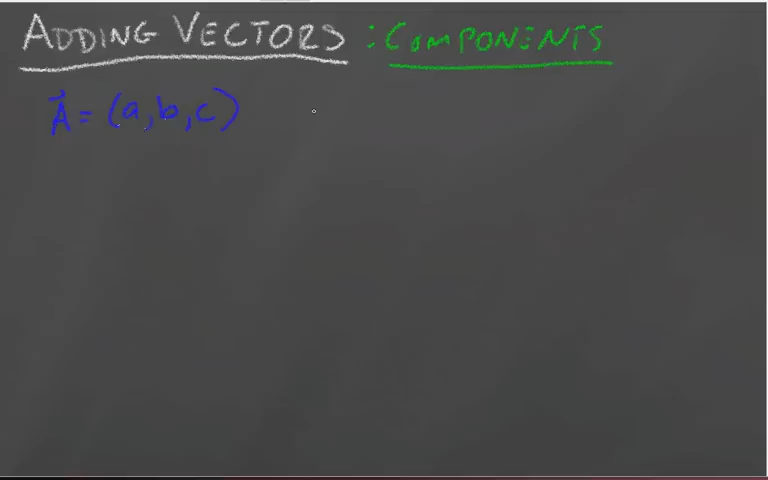 ADDING VECTORS : COMPONENTS
A⃗ = (a, b, c)